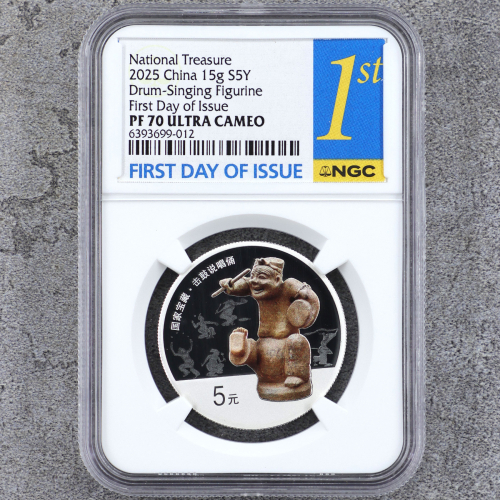 National Treasure
2025 China 15g S5Y
Drum-Singing Figurine
First Day of Issue
PF 70 ULTRA CAMEO
6393699-012
FIRST DAY OF ISSUE
1st
NGC
国家宝藏·击鼓说唱俑
5元